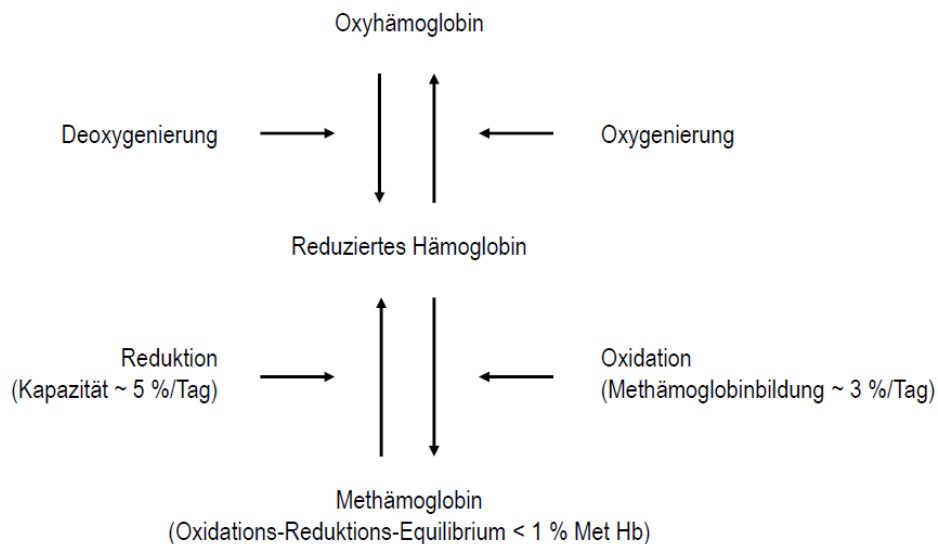 Oxyhämoglobin
Deoxygenierung
Oxygenierung
Reduziertes Hämoglobin
Reduktion
(Kapazität ~ 5 %/Tag)
Oxidation
(Methämoglobinbildung ~ 3 %/Tag)
Methämoglobin
(Oxidations-Reduktions-Equilibrium < 1 % Met Hb)